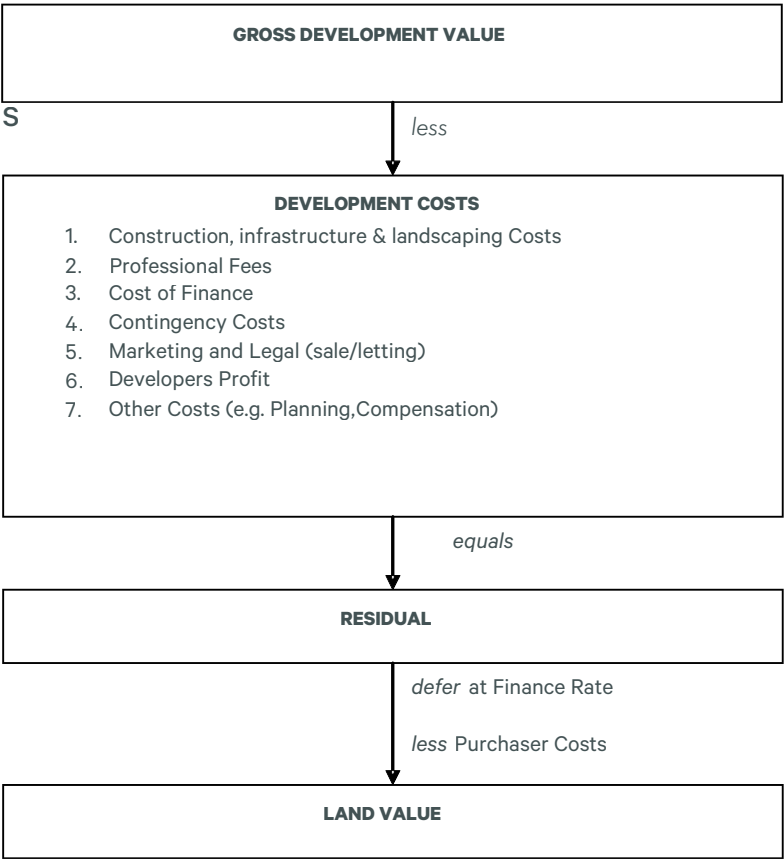 GROSS DEVELOPMENT VALUE
s
less
DEVELOPMENT COSTS
1. Construction, infrastructure & landscaping Costs
2. Professional Fees
3. Cost of Finance
4. Contingency Costs
5. Marketing and Legal (sale/letting)
6. Developers Profit
7. Other Costs (e.g. Planning,Compensation)
equals
RESIDUAL
defer at Finance Rate
less Purchaser Costs
LAND VALUE